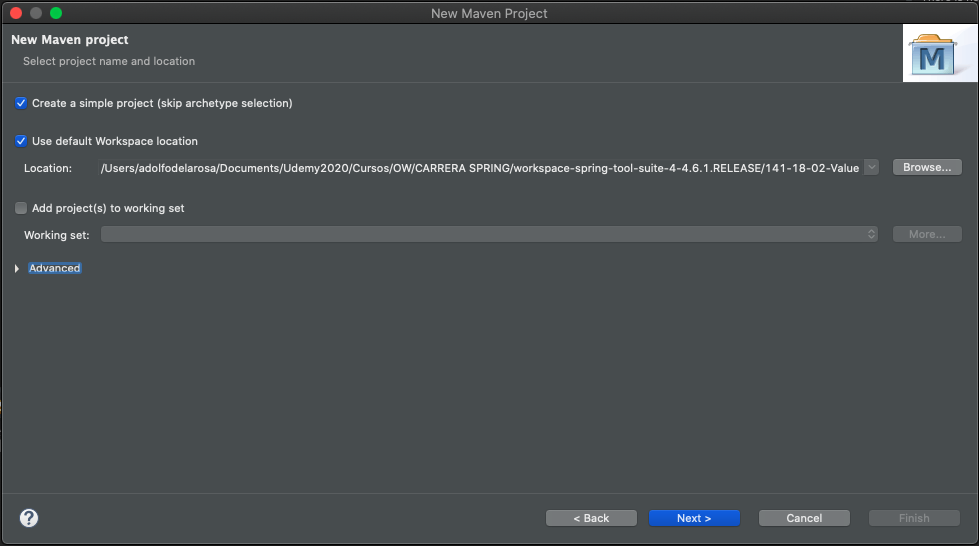 New Maven Project
New Maven project
Select project name and location
M
Create a simple project (skip archetype selection)
Use default Workspace location
Location: /Users/adolfodelarosa/Documents/Udemy2020/Cursos/OW/CARRERA SPRING/workspace-spring-tool-suite-4-4.6.1.RELEASE/141-18-02-Value Browse...
Add project(s) to working set
Working set: More...
Advanced
? < Back Next > Cancel Finish